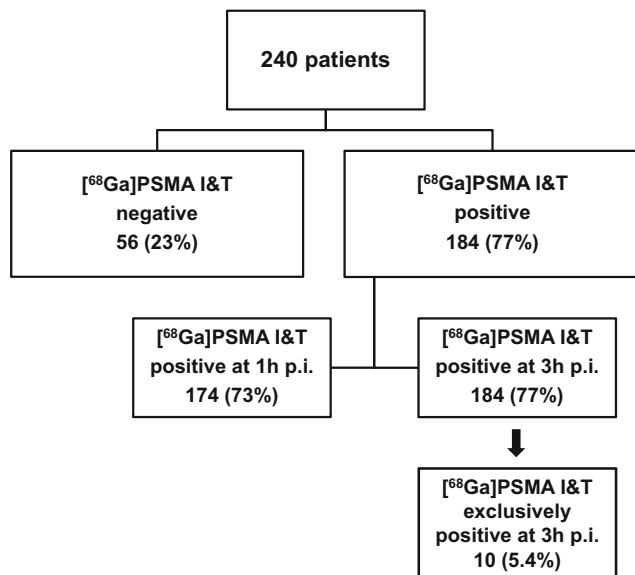 240 patients
[⁶⁸Ga]PSMA I&T
negative
56 (23%)
[⁶⁸Ga]PSMA I&T
positive
184 (77%)
[⁶⁸Ga]PSMA I&T
positive at 1h p.i.
174 (73%)
[⁶⁸Ga]PSMA I&T
positive at 3h p.i.
184 (77%)
[⁶⁸Ga]PSMA I&T
exclusively
positive at 3h p.i.
10 (5.4%)